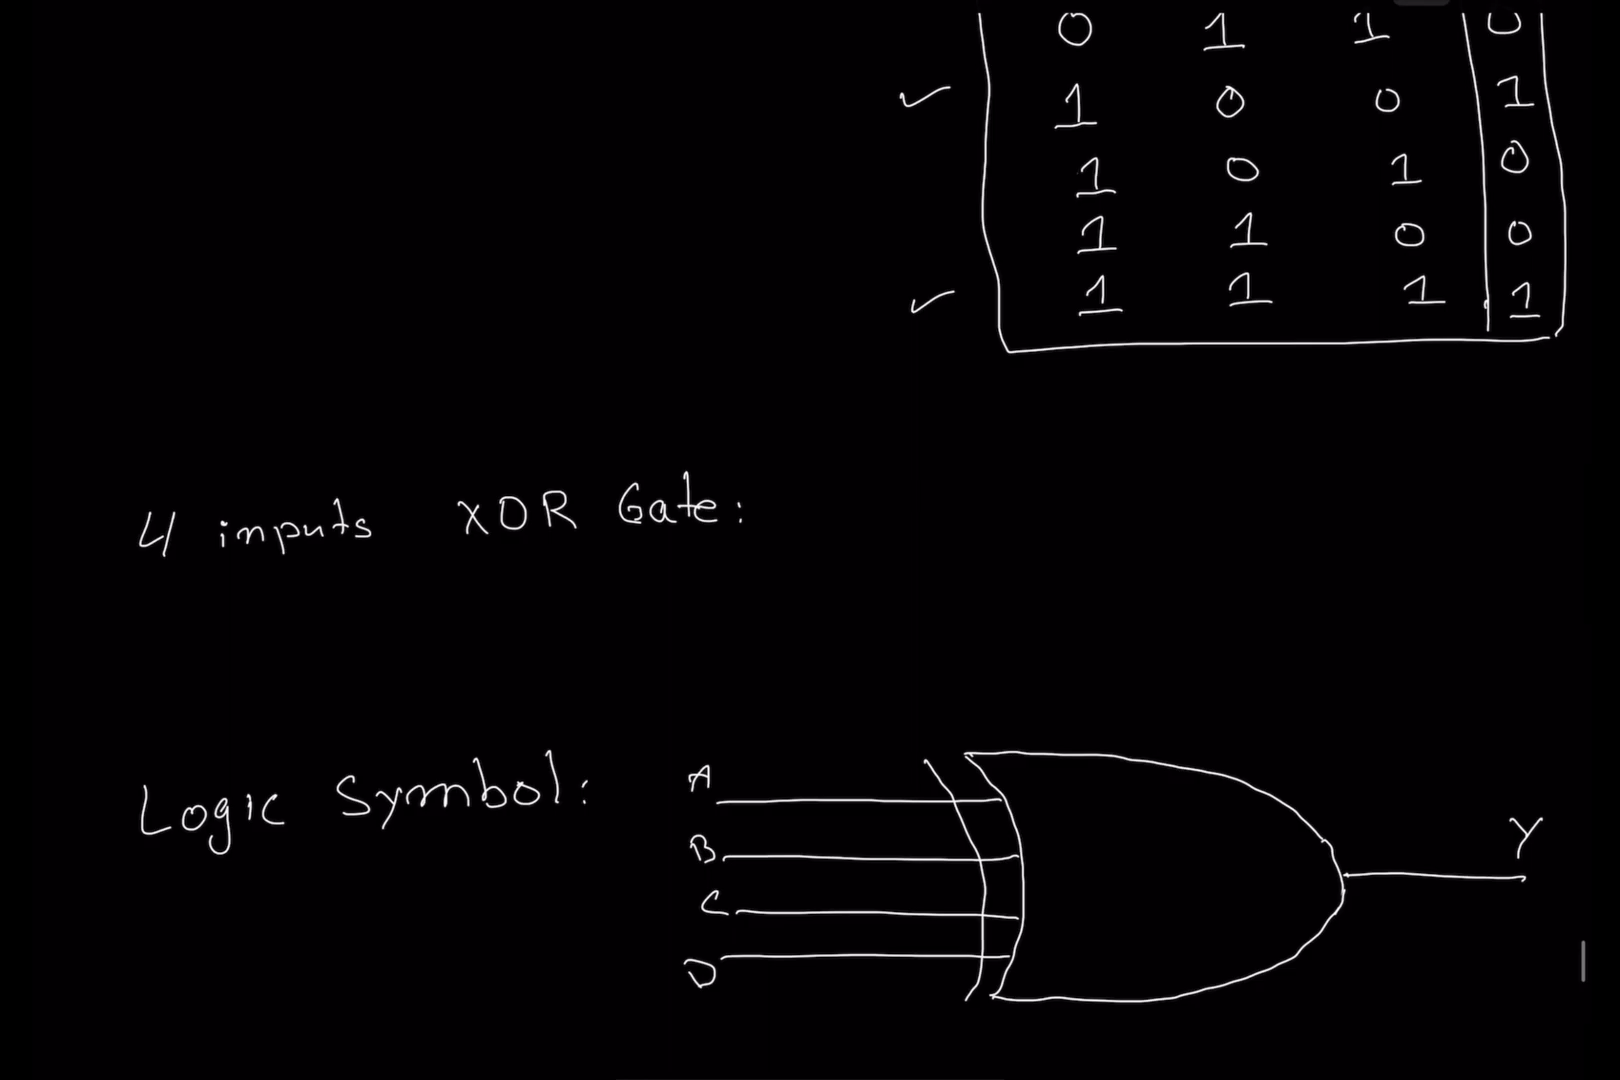 0 1 1 0
✓ 1 0 0 1
1 0 1 0
1 1 0 0
✓ 1 1 1 1
4 inputs XOR Gate:
Logic Symbol:
A
B
C
D
Y